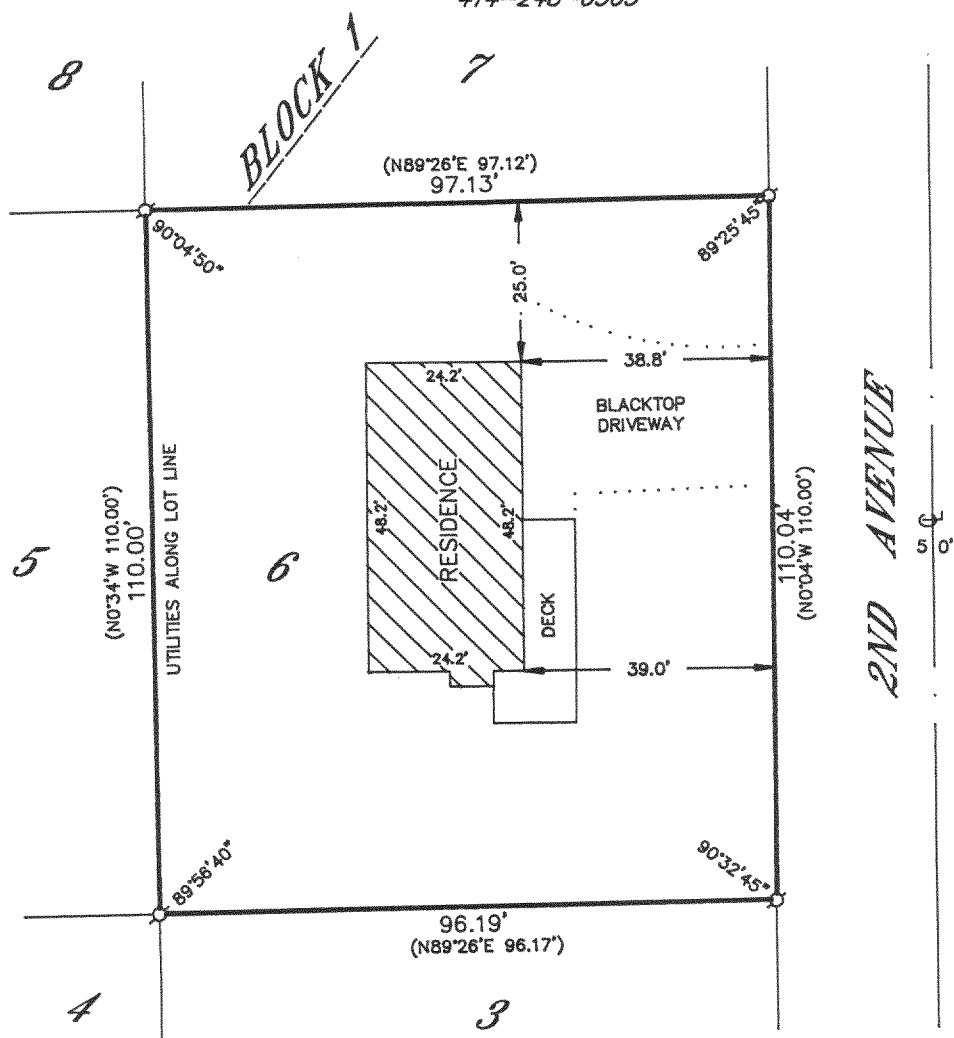 8
7
BLOCK 1
(N89°26'E 97.12')
97.13'
90°04'50"
89°25'45"
25.0'
24.2'
38.8'
BLACKTOP
DRIVEWAY
5
(N0°34'W 110.00')
110.00'
UTILITIES ALONG LOT LINE
6
48.2'
RESIDENCE
48.2'
DECK
110.04'
(N0°04'W 110.00')
2ND AVENUE
50'
24.2'
39.0'
89°56'40"
90°32'45"
96.19'
(N89°26'E 96.17')
4
3